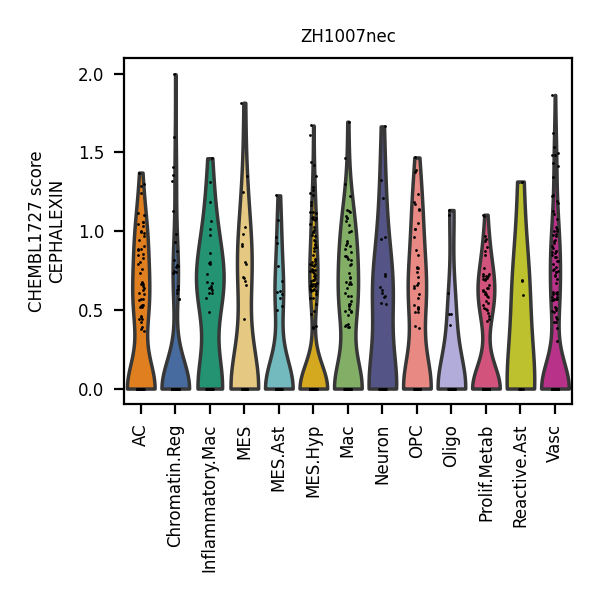 ZH1007nec
CHEMBL1727 score
CEPHALEXIN
2.0
1.5
1.0
0.5
0.0
AC
Chromatin.Reg
Inflammatory.Mac
MES
MES.Ast
MES.Hyp
Mac
Neuron
OPC
Oligo
Prolif.Metab
Reactive.Ast
Vasc